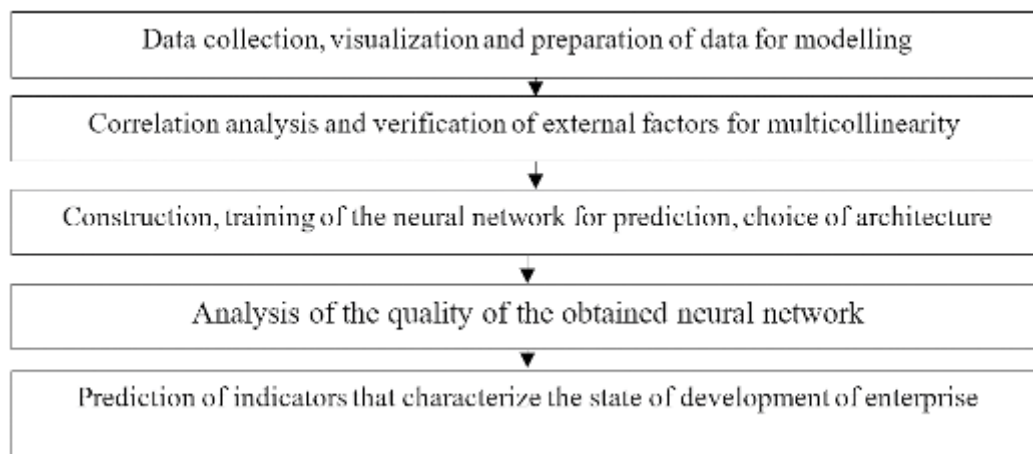 Data collection, visualization and preparation of data for modelling
Correlation analysis and verification of external factors for multicollinearity
Construction, training of the neural network for prediction, choice of architecture
Analysis of the quality of the obtained neural network
Prediction of indicators that characterize the state of development of enterprise